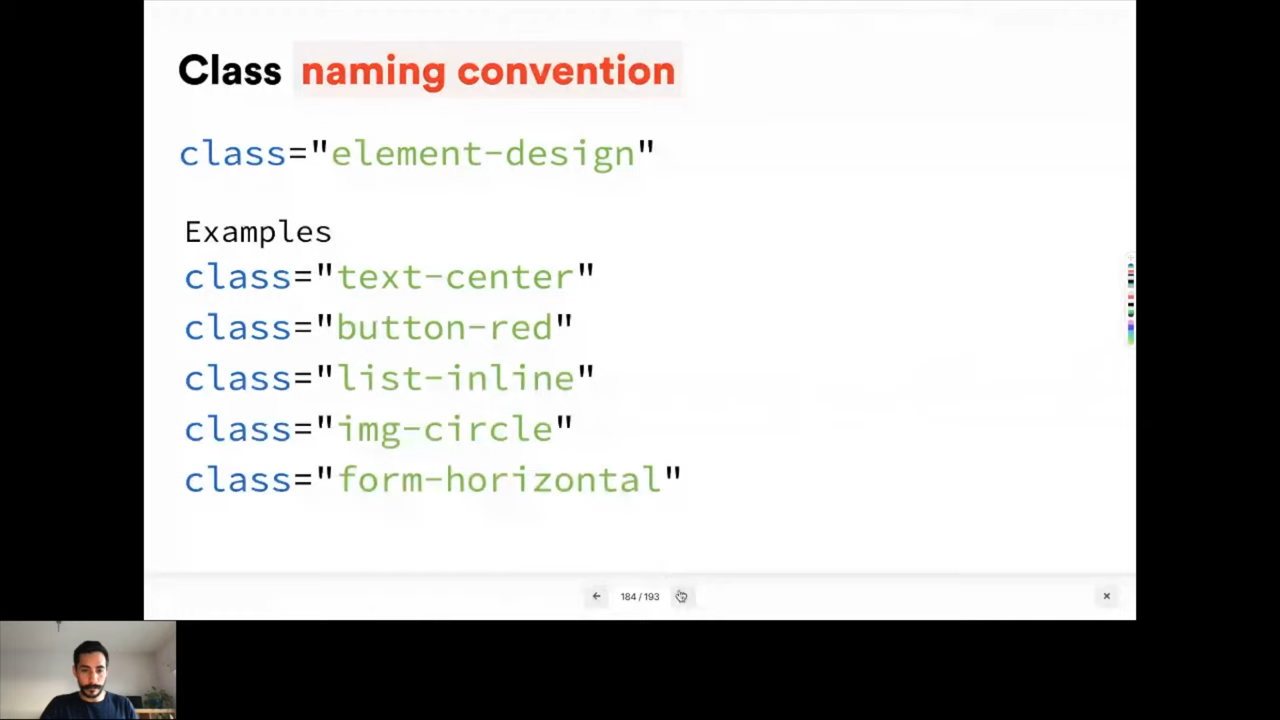 Class naming convention
class="element-design"
Examples
class="text-center"
class="button-red"
class="list-inline"
class="img-circle"
class="form-horizontal"
184 / 193